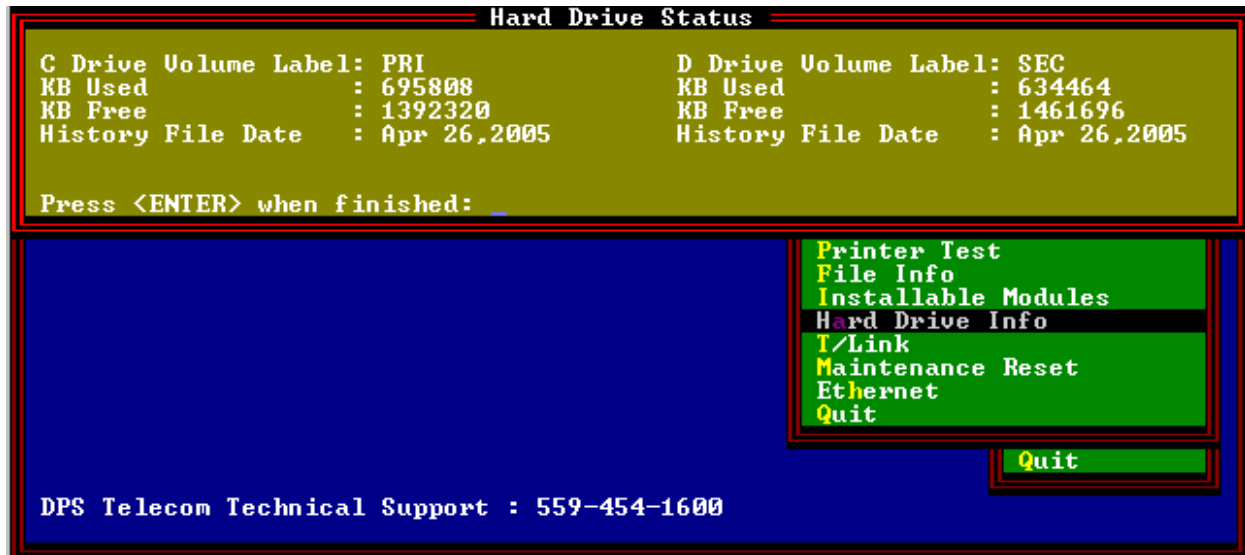 Hard Drive Status
C Drive Volume Label: PRI
KB Used : 695808
KB Free : 1392320
History File Date : Apr 26,2005
D Drive Volume Label: SEC
KB Used : 634464
KB Free : 1461696
History File Date : Apr 26,2005
Press <ENTER> when finished: _
Printer Test
File Info
Installable Modules
Hard Drive Info
T/Link
Maintenance Reset
Ethernet
Quit
Quit
DPS Telecom Technical Support : 559-454-1600